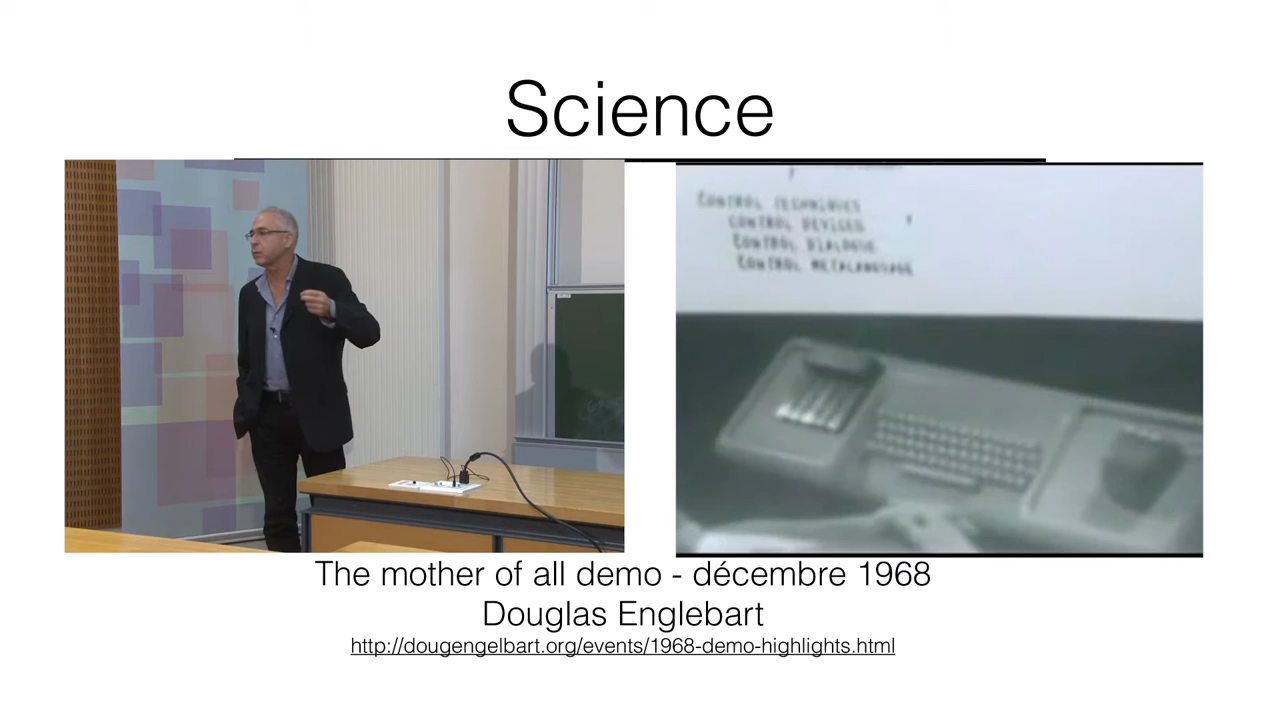 Science
CONTROL TECHNIQUES
CONTROL DEVICES
CONTROL DIALOGUE
CONTROL METALANGUAGE
The mother of all demo - décembre 1968
Douglas Englebart
http://dougengelbart.org/events/1968-demo-highlights.html